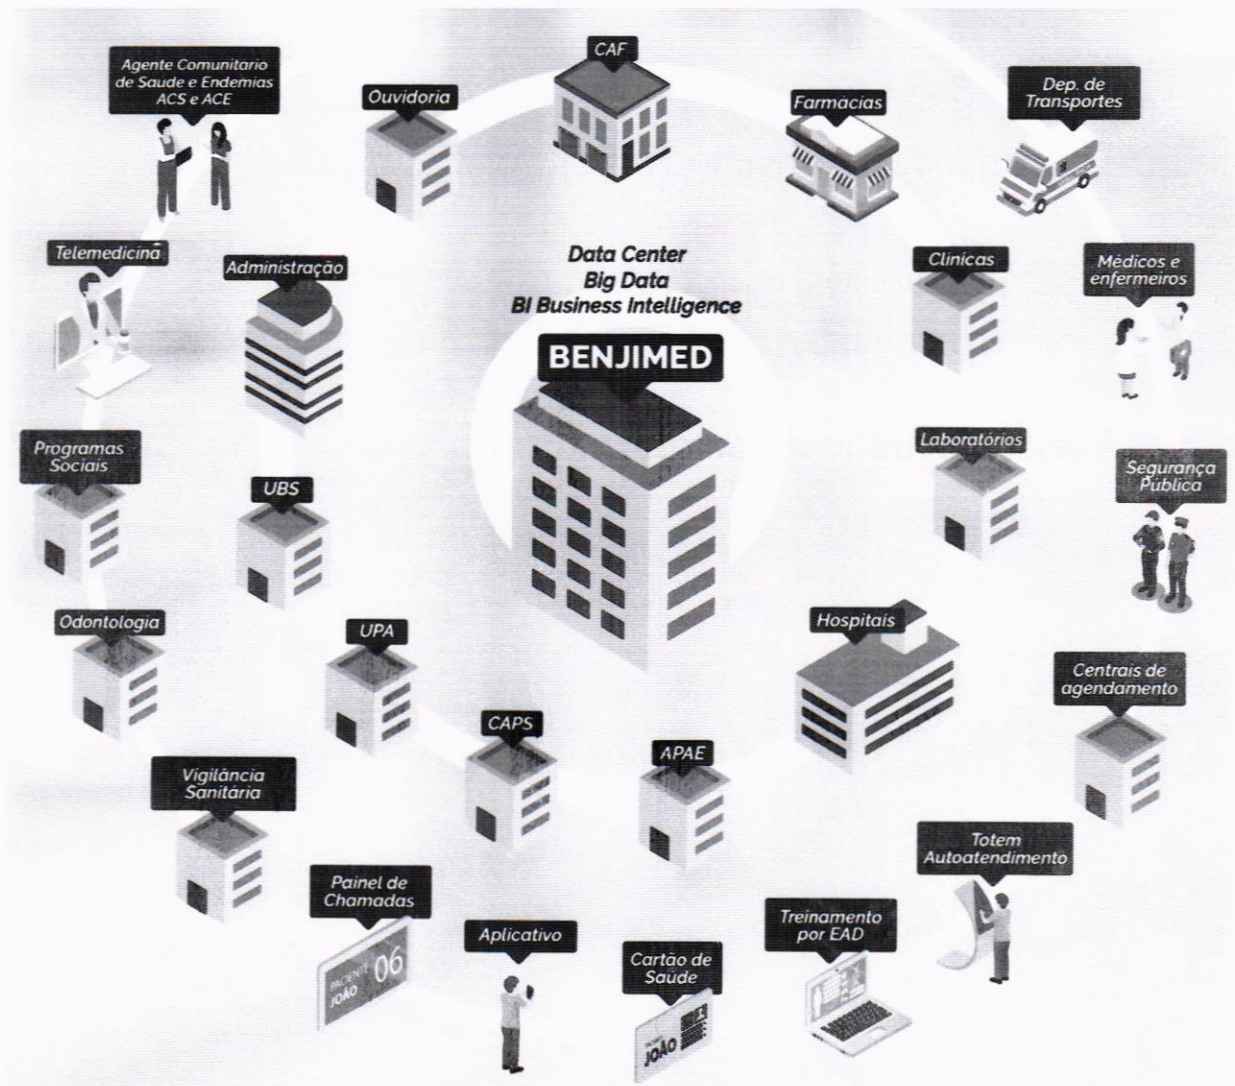 CAF
Agente Comunitário
de Saúde e Endemias
ACS e ACE
Ouvidoria
Farmácias
Dep. de
Transportes
Telemedicina
Administração
Data Center
Big Data
BI Business Intelligence
BENJIMED
Clínicas
Médicos e
enfermeiros
Programas
Sociais
UBS
Laboratórios
Segurança
Pública
Odontologia
UPA
Hospitais
Centrais de
agendamento
CAPS
APAE
Vigilância
Sanitária
Totem
Autoatendimento
Painel de
Chamadas
PACIENTE
JOÃO
06
Aplicativo
Cartão de
Saúde
JOÃO
Treinamento
por EAD